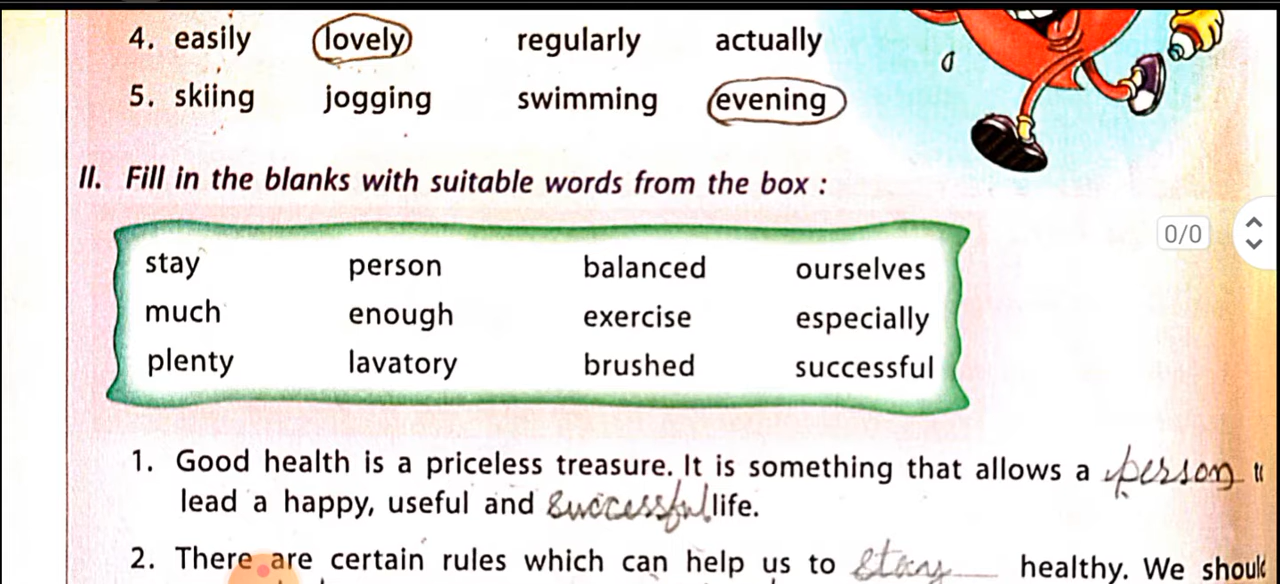 4. easily lovely regularly actually
5. skiing jogging swimming evening
II. Fill in the blanks with suitable words from the box :
0/0
stay person balanced ourselves
much enough exercise especially
plenty lavatory brushed successful
1. Good health is a priceless treasure. It is something that allows a person
lead a happy, useful and successful life.
2. There are certain rules which can help us to stay healthy. We should